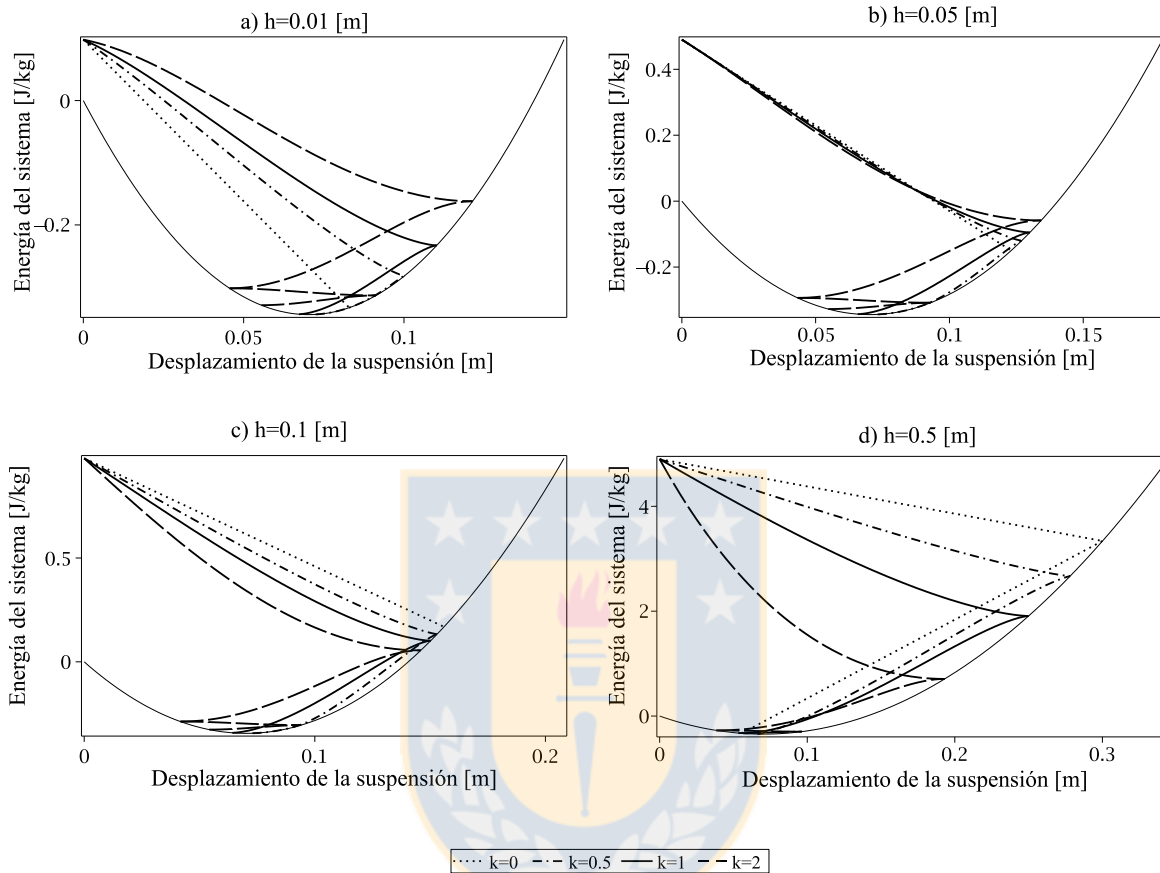 a) h=0.01 [m]
Energía del sistema [J/kg]
0
−0.2
0
0.05
0.1
Desplazamiento de la suspensión [m]
b) h=0.05 [m]
Energía del sistema [J/kg]
0.4
0.2
0
−0.2
0
0.05
0.1
0.15
Desplazamiento de la suspensión [m]
c) h=0.1 [m]
Energía del sistema [J/kg]
0.5
0
0
0.1
0.2
Desplazamiento de la suspensión [m]
d) h=0.5 [m]
Energía del sistema [J/kg]
4
2
0
0
0.1
0.2
0.3
Desplazamiento de la suspensión [m]
k=0 k=0.5 k=1 k=2